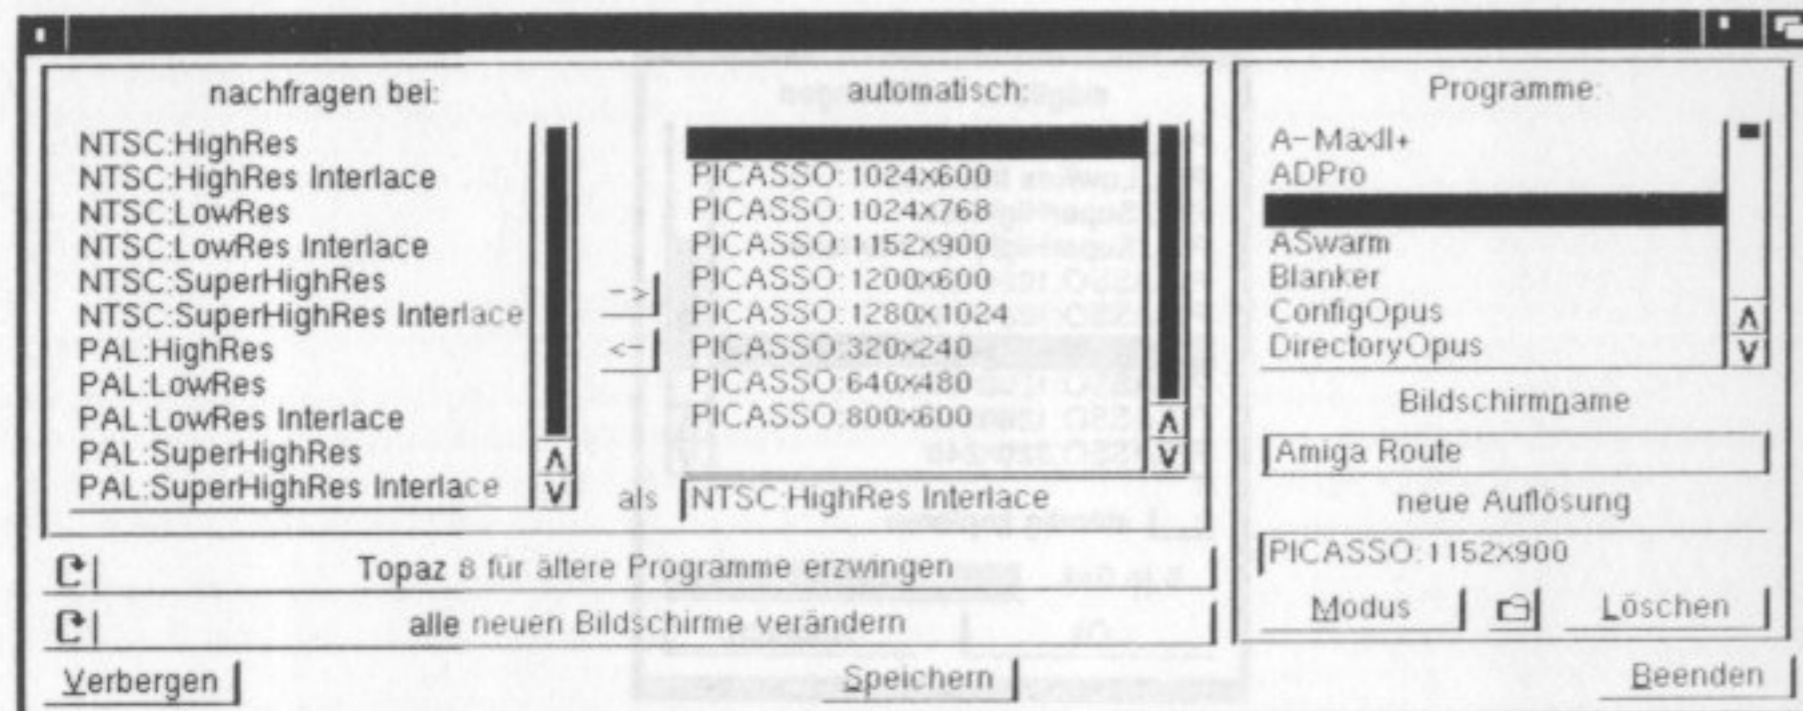 nachfragen bei:
NTSC:HighRes
NTSC:HighRes Interlace
NTSC:LowRes
NTSC:LowRes Interlace
NTSC:SuperHighRes
NTSC:SuperHighRes Interlace
PAL:HighRes
PAL:LowRes
PAL:LowRes Interlace
PAL:SuperHighRes
PAL:SuperHighRes Interlace
->
<-
automatisch:
PICASSO:1024x600
PICASSO:1024x768
PICASSO:1152x900
PICASSO:1200x600
PICASSO:1280x1024
PICASSO:320x240
PICASSO:640x480
PICASSO:800x600
als NTSC:HighRes Interlace
Topaz 8 für ältere Programme erzwingen
alle neuen Bildschirme verändern
Programme:
A-MaxII+
ADPro
ASwarm
Blanker
ConfigOpus
DirectoryOpus
Bildschirmname
Amiga Route
neue Auflösung
PICASSO:1152x900
Modus Löschen
Verbergen Speichern Beenden